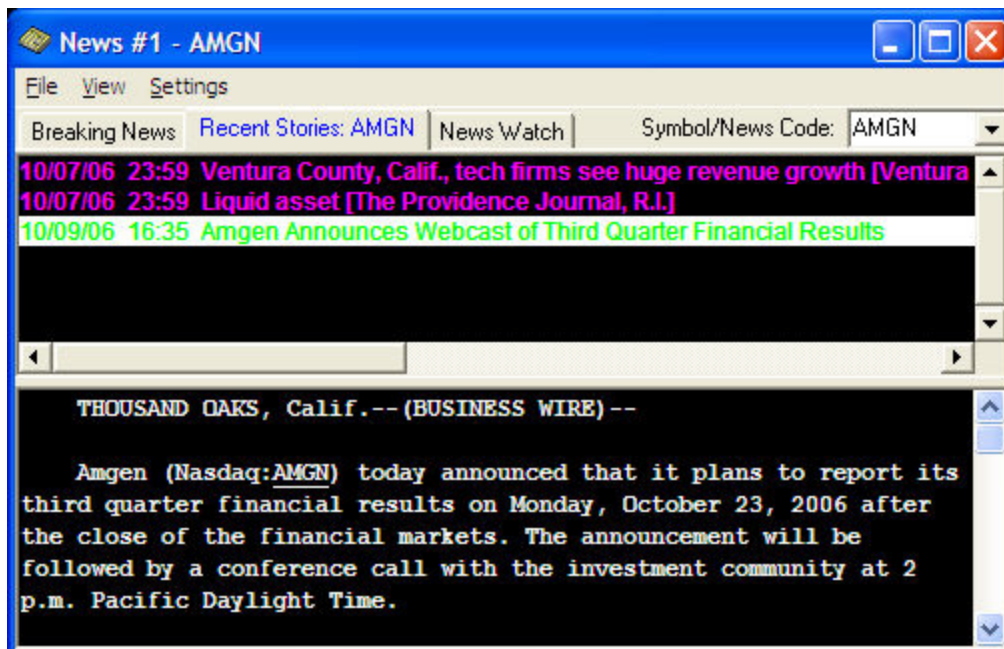 News #1 - AMGN
File View Settings
Breaking News Recent Stories: AMGN News Watch Symbol/News Code: AMGN
10/07/06 23:59 Ventura County, Calif., tech firms see huge revenue growth [Ventura
10/07/06 23:59 Liquid asset [The Providence Journal, R.I.]
10/09/06 16:35 Amgen Announces Webcast of Third Quarter Financial Results
THOUSAND OAKS, Calif.--(BUSINESS WIRE)--
Amgen (Nasdaq:AMGN) today announced that it plans to report its
third quarter financial results on Monday, October 23, 2006 after
the close of the financial markets. The announcement will be
followed by a conference call with the investment community at 2
p.m. Pacific Daylight Time.